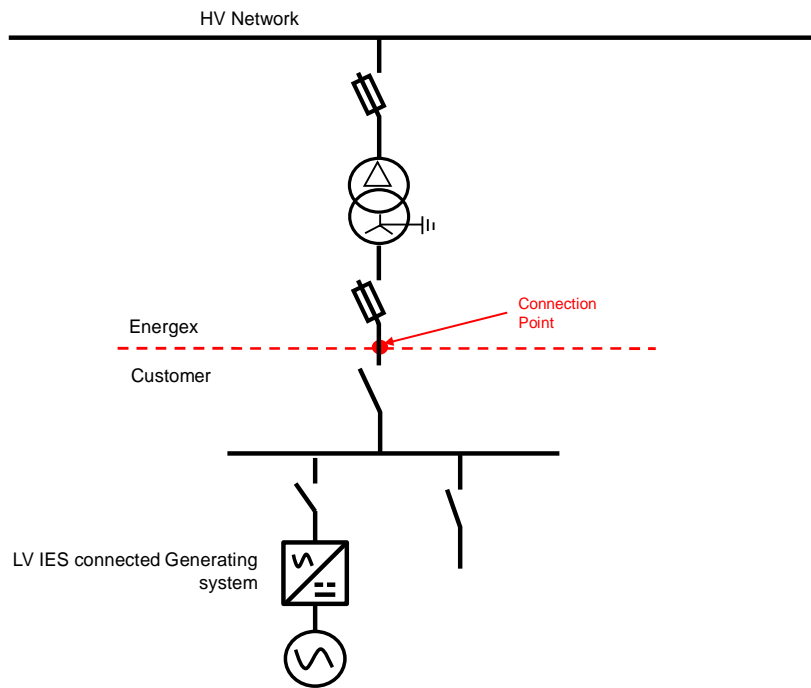 HV Network
Connection
Point
Energex
Customer
LV IES connected Generating
system